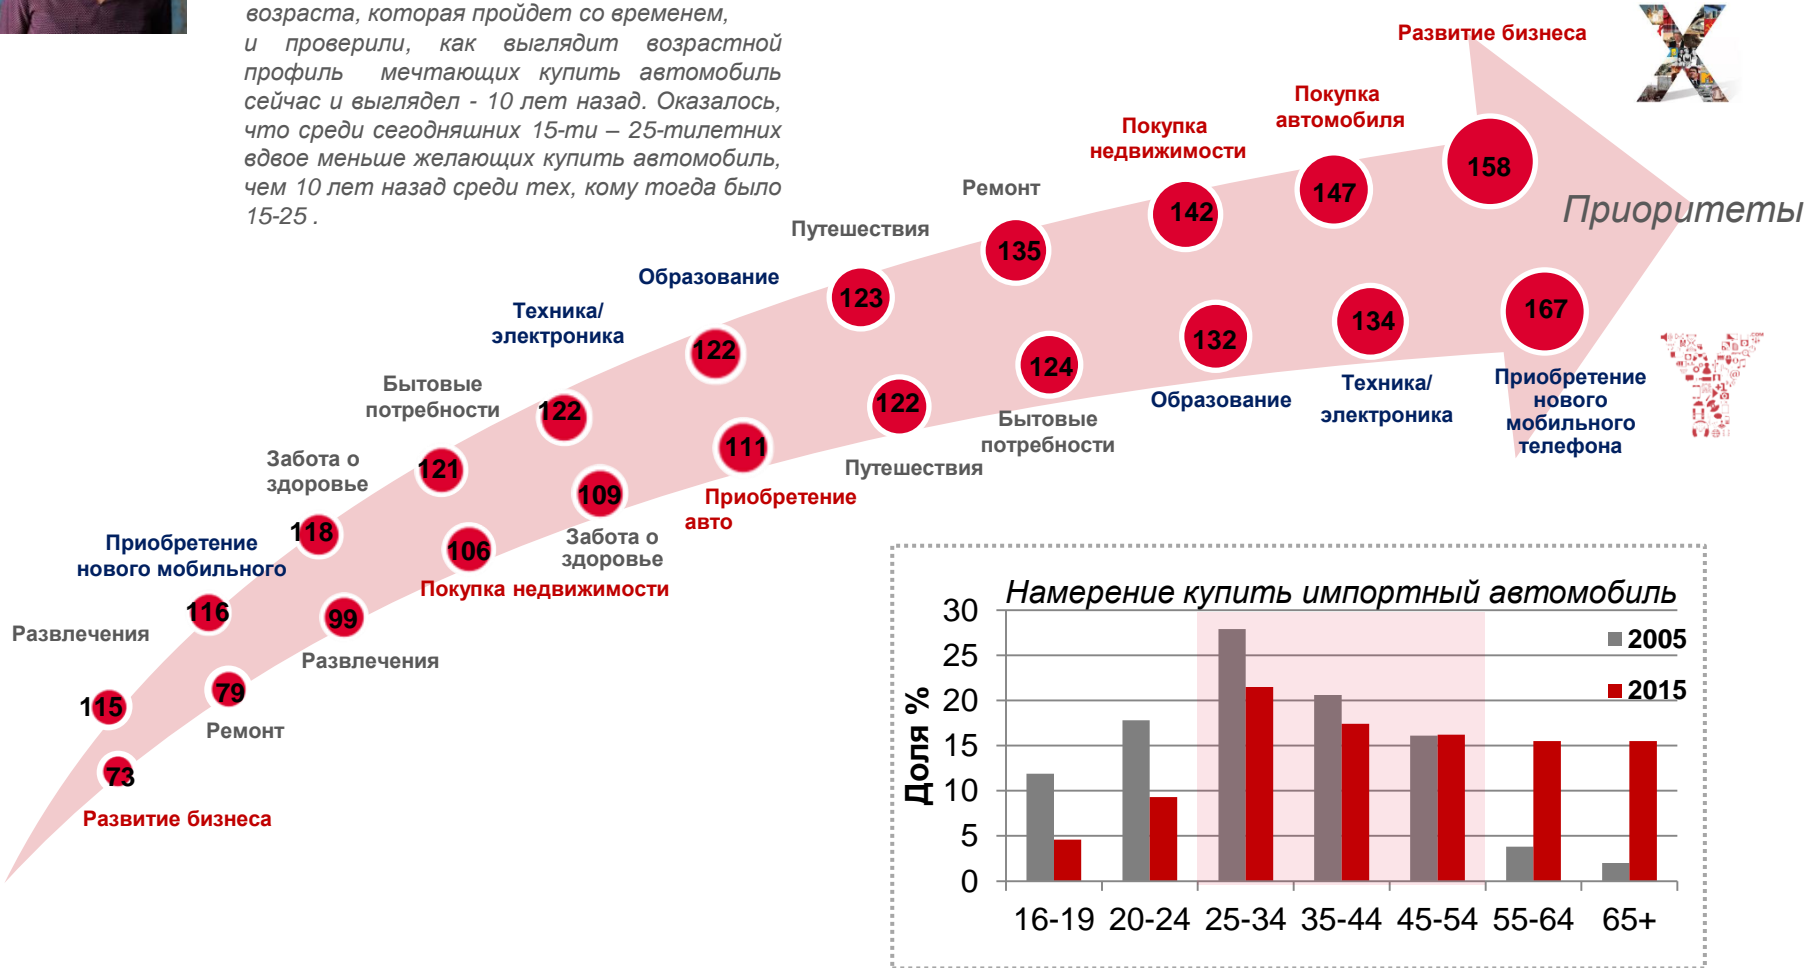 возраста, которая пройдет со временем,
и проверили, как выглядит возрастной
профиль мечтающих купить автомобиль
сейчас и выглядел - 10 лет назад. Оказалось,
что среди сегодняшних 15-ти – 25-тилетних
вдвое меньше желающих купить автомобиль,
чем 10 лет назад среди тех, кому тогда было
15-25 .
Развитие бизнеса
X
Покупка
автомобиля
Покупка
недвижимости
Ремонт
Путешествия
Образование
Техника/
электроника
Бытовые
потребности
Забота о
здоровье
Приобретение
нового мобильного
Развлечения
158
147
142
135
123
122
122
121
118
116
115
Приоритеты
167
134
132
124
122
111
109
106
99
79
73
Y
Приобретение
нового
мобильного
телефона
Техника/
электроника
Образование
Бытовые
потребности
Путешествия
Приобретение
авто
Забота о
здоровье
Покупка недвижимости
Развлечения
Ремонт
Развитие бизнеса
Намерение купить импортный автомобиль
Доля %
30
25
20
15
10
5
0
2005
2015
16-19 20-24 25-34 35-44 45-54 55-64 65+